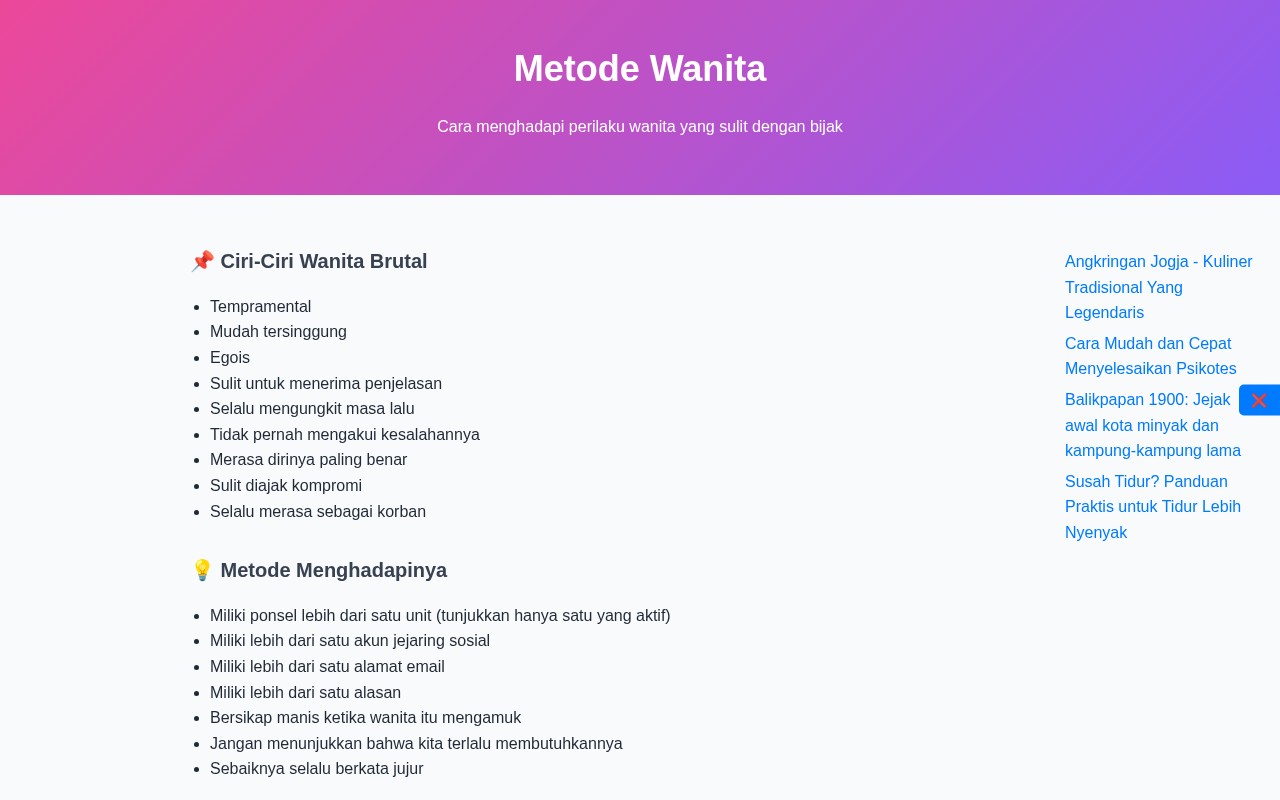 Metode Wanita
Cara menghadapi perilaku wanita yang sulit dengan bijak
📌 Ciri-Ciri Wanita Brutal
• Tempramental
• Mudah tersinggung
• Egois
• Sulit untuk menerima penjelasan
• Selalu mengungkit masa lalu
• Tidak pernah mengakui kesalahannya
• Merasa dirinya paling benar
• Sulit diajak kompromi
• Selalu merasa sebagai korban
💡 Metode Menghadapinya
• Miliki ponsel lebih dari satu unit (tunjukkan hanya satu yang aktif)
• Miliki lebih dari satu akun jejaring sosial
• Miliki lebih dari satu alamat email
• Miliki lebih dari satu alasan
• Bersikap manis ketika wanita itu mengamuk
• Jangan menunjukkan bahwa kita terlalu membutuhkannya
• Sebaiknya selalu berkata jujur
Angkringan Jogja - Kuliner
Tradisional Yang
Legendaris
Cara Mudah dan Cepat
Menyelesaikan Psikotes
Balikpapan 1900: Jejak
awal kota minyak dan
kampung-kampung lama
Susah Tidur? Panduan
Praktis untuk Tidur Lebih
Nyenyak